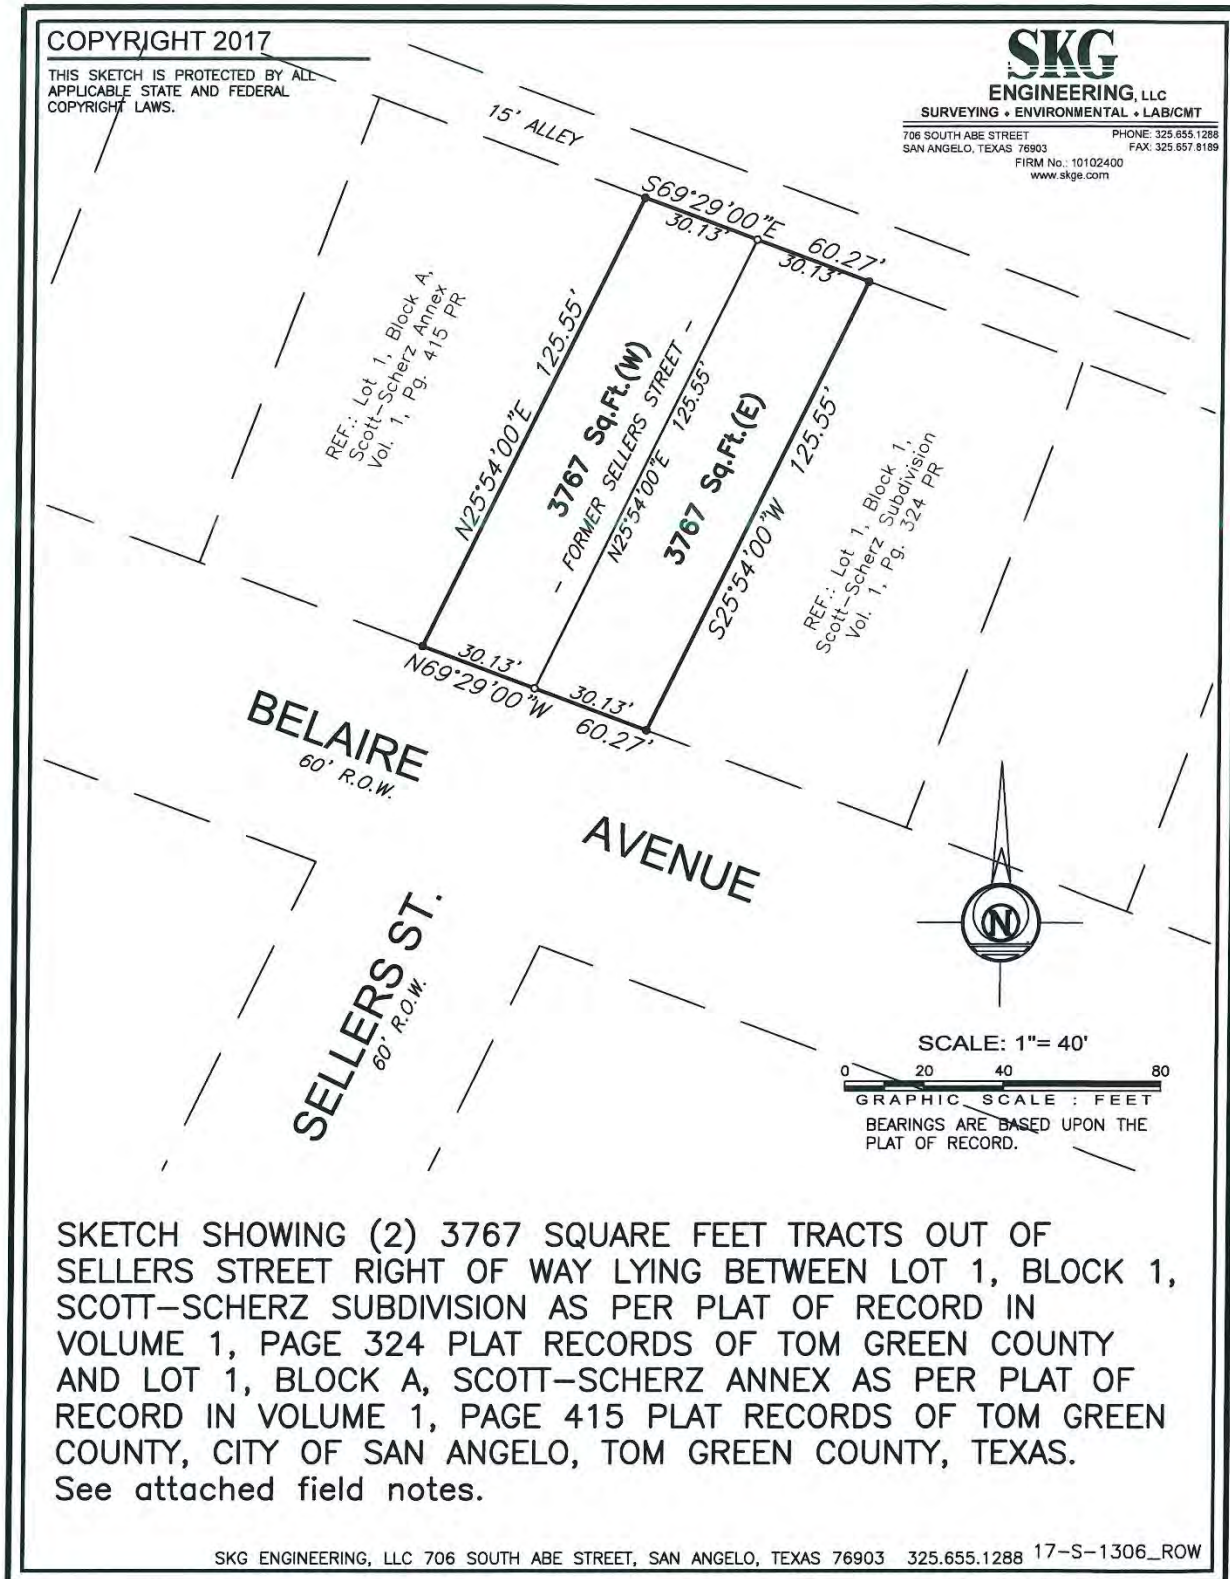 COPYRIGHT 2017
THIS SKETCH IS PROTECTED BY ALL
APPLICABLE STATE AND FEDERAL
COPYRIGHT LAWS.
SKG
ENGINEERING, LLC
SURVEYING • ENVIRONMENTAL • LAB/CMT
706 SOUTH ABE STREET
SAN ANGELO, TEXAS 76903
PHONE: 325.655.1288
FAX: 325.657.8189
FIRM No.: 10102400
www.skge.com
15' ALLEY
S69°29'00"E 60.27'
30.13'
30.13'
REF.: Lot 1, Block A,
Scott-Scherz Annex
Vol. 1, Pg. 415 PR
N25°54'00"E 125.55'
3767 Sq.Ft.(W)
- FORMER SELLERS STREET -
N25°54'00"E 125.55'
3767 Sq.Ft.(E)
S25°54'00"W 125.55'
REF.: Lot 1, Block 1,
Scott-Scherz Subdivision
Vol. 1, Pg. 324 PR
30.13'
30.13'
N69°29'00"W 60.27'
BELAIRE AVENUE
60' R.O.W.
SELLERS ST.
60' R.O.W.
N
SCALE: 1"= 40'
0 20 40 80
GRAPHIC SCALE : FEET
BEARINGS ARE BASED UPON THE
PLAT OF RECORD.
SKETCH SHOWING (2) 3767 SQUARE FEET TRACTS OUT OF
SELLERS STREET RIGHT OF WAY LYING BETWEEN LOT 1, BLOCK 1,
SCOTT-SCHERZ SUBDIVISION AS PER PLAT OF RECORD IN
VOLUME 1, PAGE 324 PLAT RECORDS OF TOM GREEN COUNTY
AND LOT 1, BLOCK A, SCOTT-SCHERZ ANNEX AS PER PLAT OF
RECORD IN VOLUME 1, PAGE 415 PLAT RECORDS OF TOM GREEN
COUNTY, CITY OF SAN ANGELO, TOM GREEN COUNTY, TEXAS.
See attached field notes.
SKG ENGINEERING, LLC 706 SOUTH ABE STREET, SAN ANGELO, TEXAS 76903 325.655.1288 17-S-1306_ROW